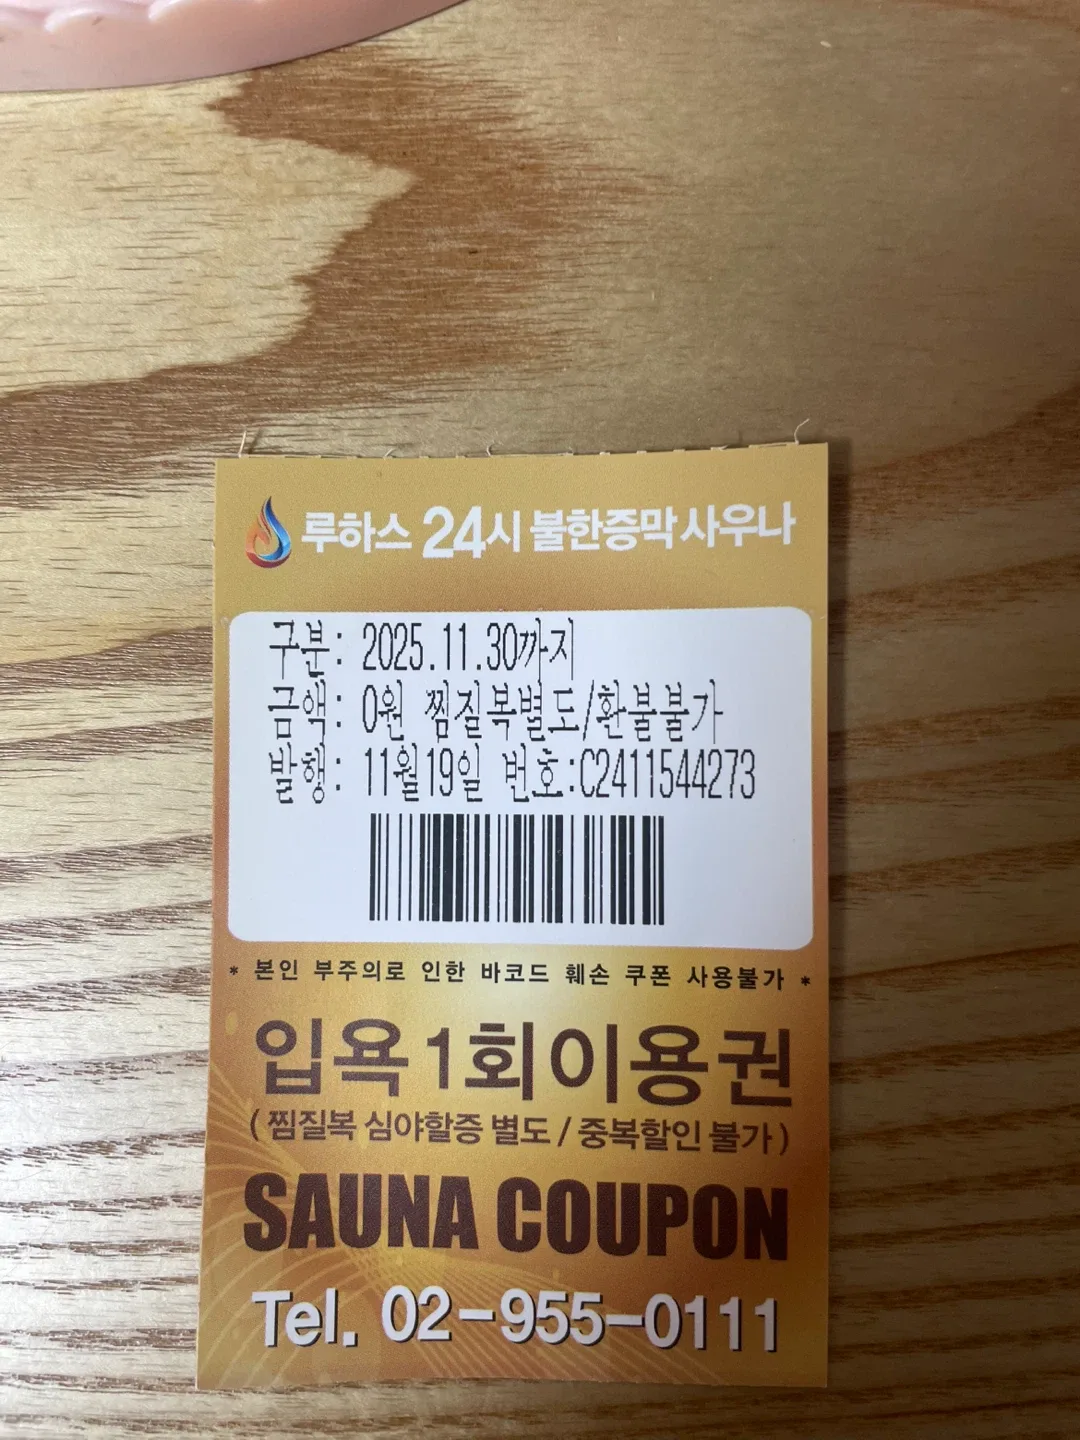 루하스 24시 불한증막 사우나
구분: 2025.11.30까지
금액: 0원 찜질복별도/환불불가
발행: 11월19일 번호:C2411544273
* 본인 부주의로 인한 바코드 훼손 쿠폰 사용불가 *
입욕 1회이용권
( 찜질복 심야할증 별도 / 중복할인 불가 )
SAUNA COUPON
Tel. 02-955-0111